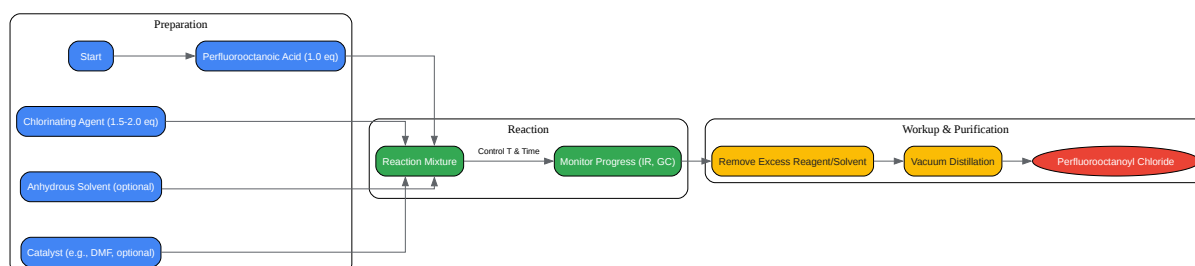 Preparation
Start
Perfluorooctanoic Acid (1.0 eq)
Chlorinating Agent (1.5-2.0 eq)
Anhydrous Solvent (optional)
Catalyst (e.g., DMF, optional)
Reaction
Reaction Mixture
Control T & Time
Monitor Progress (IR, GC)
Workup & Purification
Remove Excess Reagent/Solvent
Vacuum Distillation
Perfluorooctanoyl Chloride